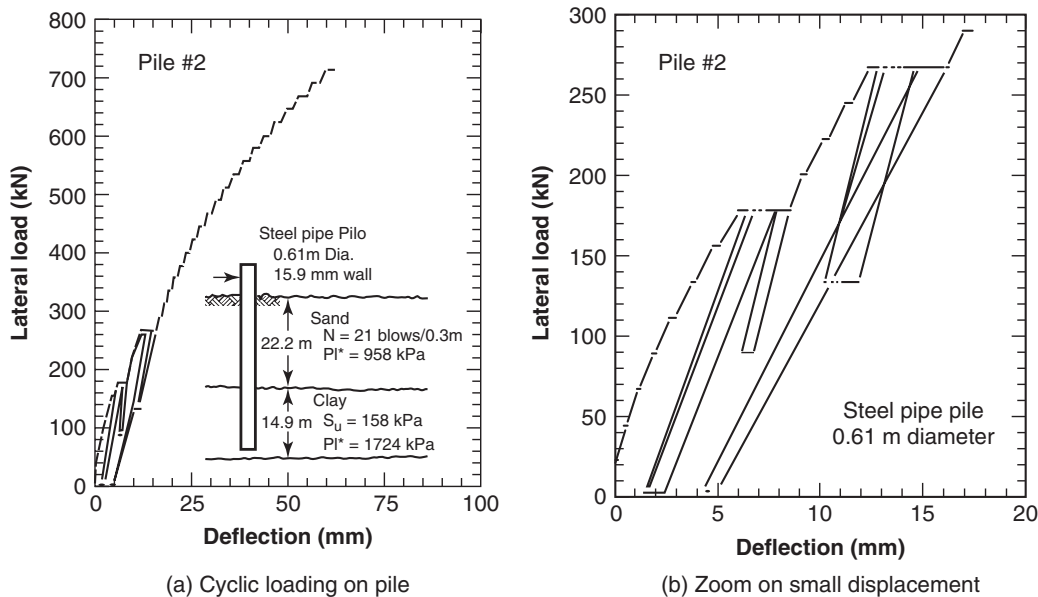 800
700
600
500
400
300
200
100
0
Lateral load (kN)
Pile #2
Steel pipe Pilo
0.61m Dia.
15.9 mm wall
Sand
N = 21 blows/0.3m
22.2 m
Pl* = 958 kPa
Clay
14.9 m
Su = 158 kPa
Pl* = 1724 kPa
0 25 50 75 100
Deflection (mm)
(a) Cyclic loading on pile
300
250
200
150
100
50
0
Lateral load (kN)
Pile #2
Steel pipe pile
0.61 m diameter
0 5 10 15 20
Deflection (mm)
(b) Zoom on small displacement